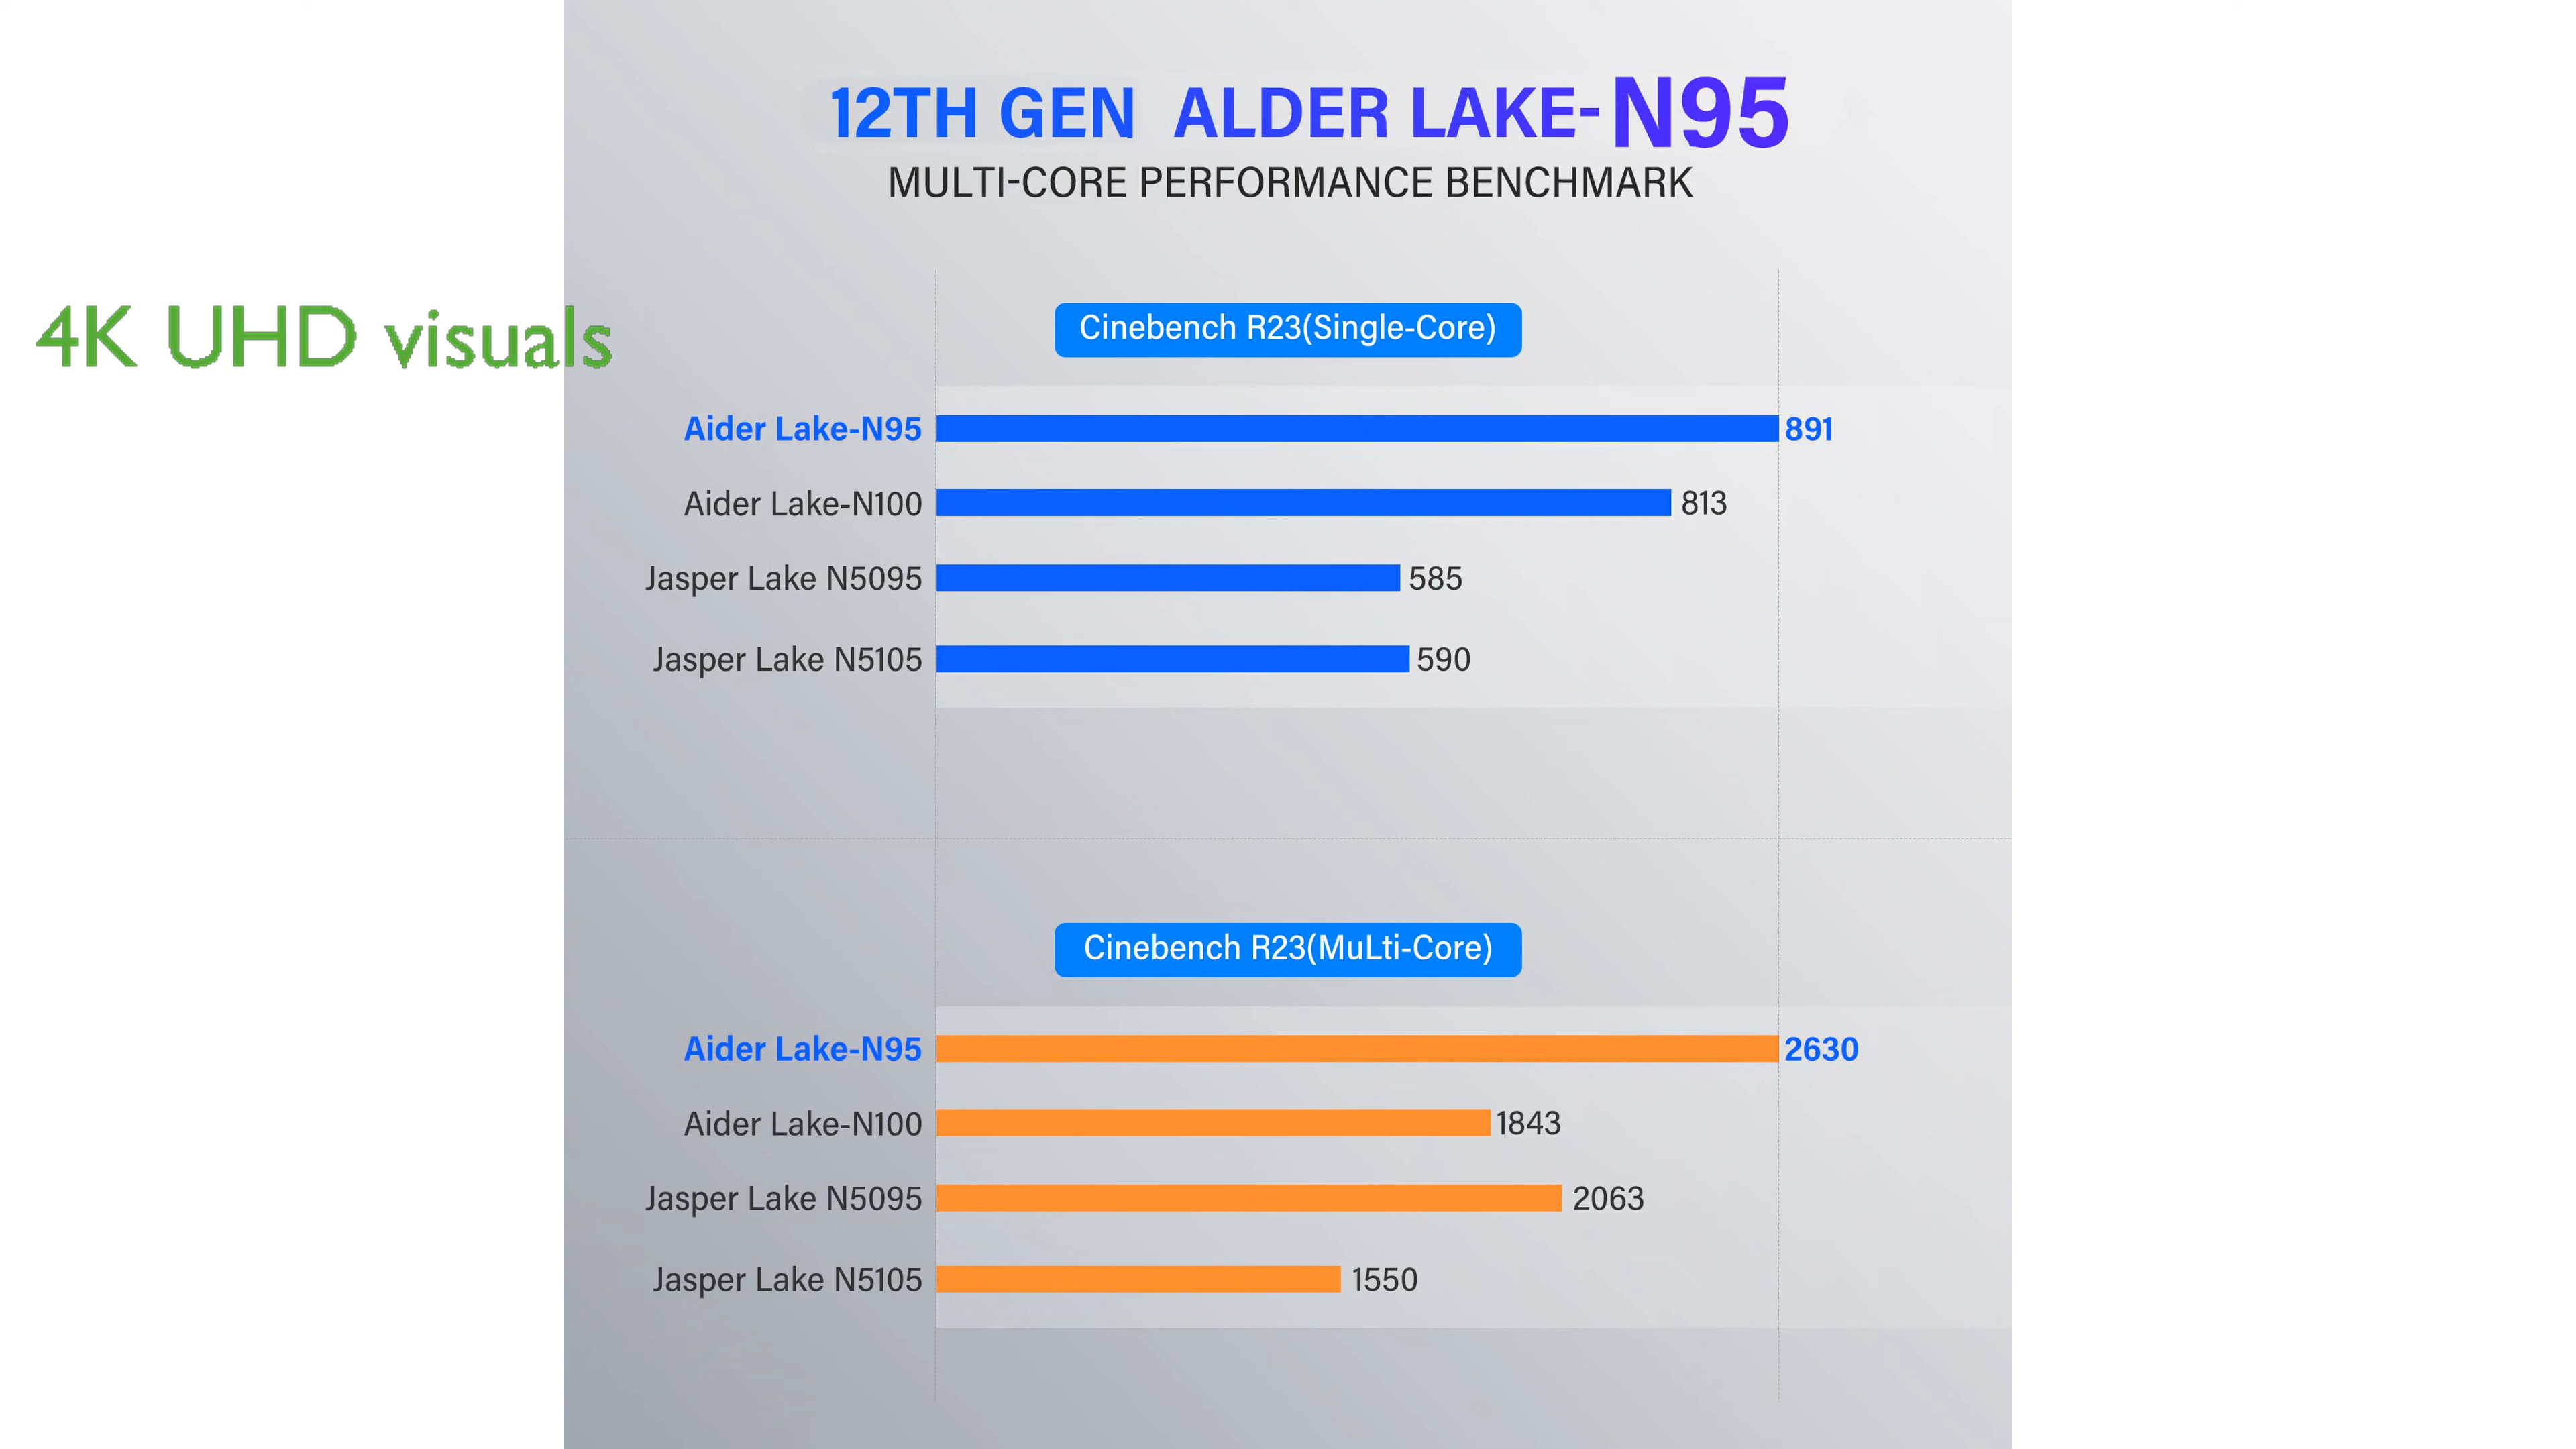 12TH GEN ALDER LAKE-N95
MULTI-CORE PERFORMANCE BENCHMARK
4K UHD visuals
Cinebench R23(Single-Core)
Aider Lake-N95 891
Aider Lake-N100 813
Jasper Lake N5095 585
Jasper Lake N5105 590
Cinebench R23(MuLti-Core)
Aider Lake-N95 2630
Aider Lake-N100 1843
Jasper Lake N5095 2063
Jasper Lake N5105 1550